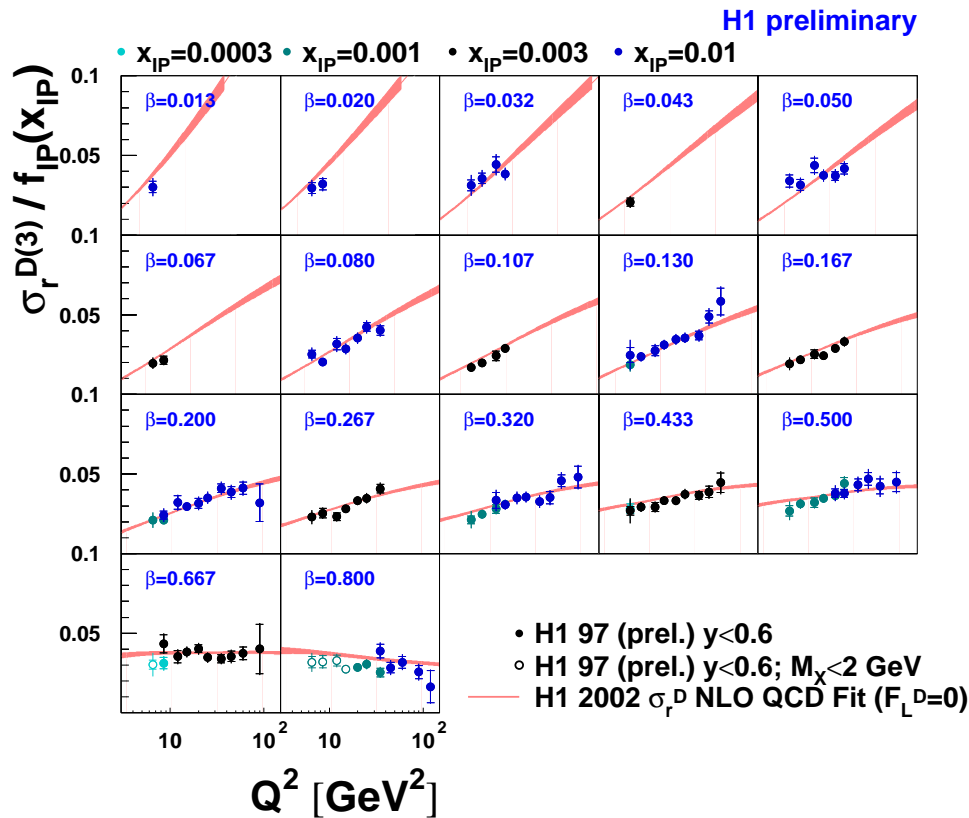 H1 preliminary
x_IP=0.0003 x_IP=0.001 x_IP=0.003 x_IP=0.01
σ_r^D(3) / f_IP(x_IP)
0.1
β=0.013 β=0.020 β=0.032 β=0.043 β=0.050
0.05
0.1
β=0.067 β=0.080 β=0.107 β=0.130 β=0.167
0.05
0.1
β=0.200 β=0.267 β=0.320 β=0.433 β=0.500
0.05
0.1
β=0.667 β=0.800
0.05
H1 97 (prel.) y<0.6
H1 97 (prel.) y<0.6; M_X<2 GeV
H1 2002 σ_r^D NLO QCD Fit (F_L^D=0)
10 10^2 10 10^2
Q^2 [GeV^2]